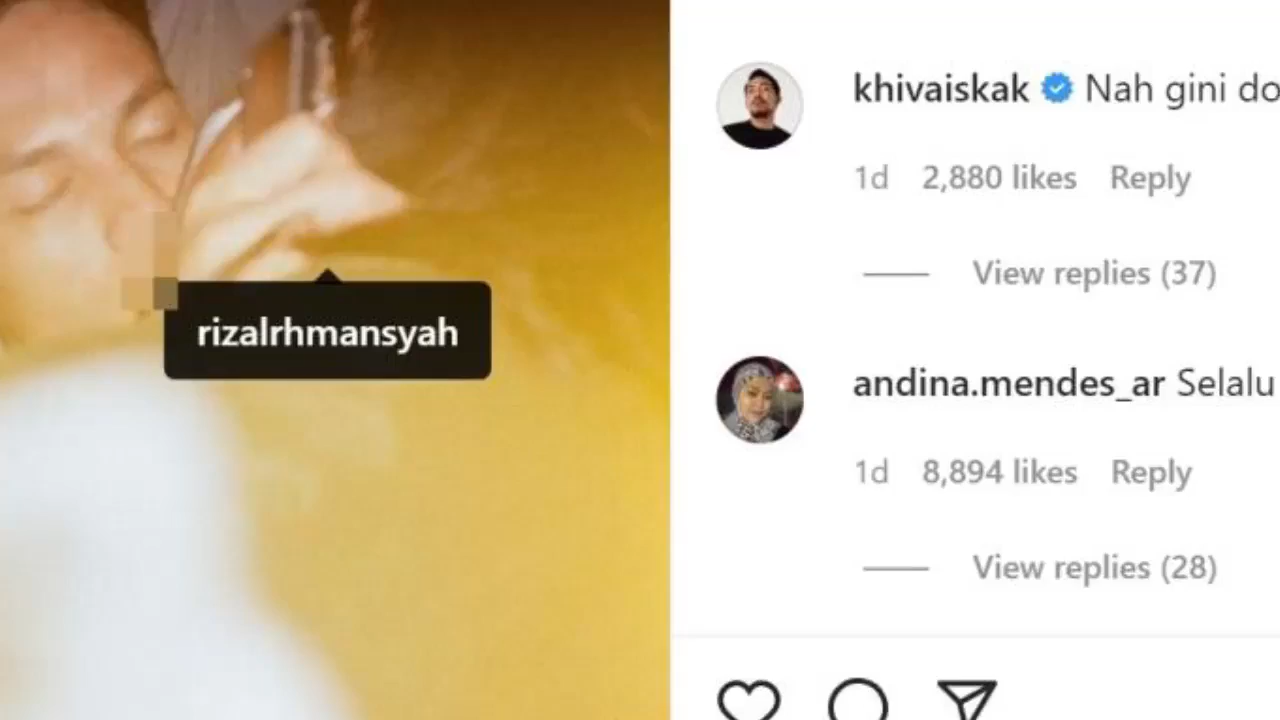 khivaiskak Nah gini do
1d 2,880 likes Reply
View replies (37)
rizalrhmansyah
andina.mendes_ar Selalu
1d 8,894 likes Reply
View replies (28)